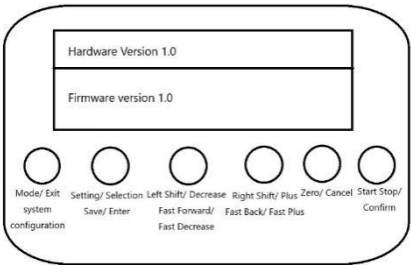 Hardware Version 1.0
Firmware version 1.0
Mode/ Exit
system
configuration
Setting/ Selection
Save/ Enter
Left Shift/ Decrease
Fast Forward/
Fast Decrease
Right Shift/ Plus
Fast Back/ Fast Plus
Zero/ Cancel
Start Stop/
Confirm